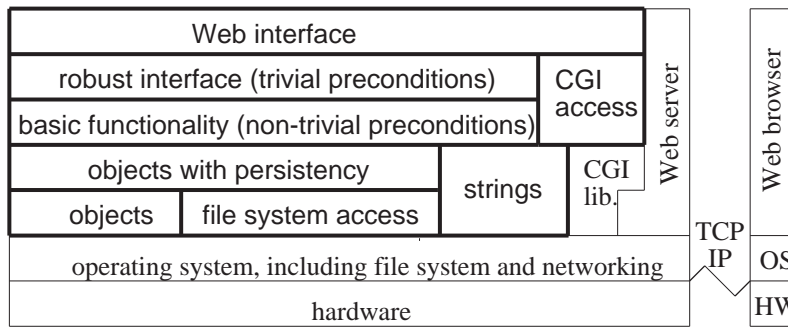 Web interface
robust interface (trivial preconditions)
CGI
access
basic functionality (non-trivial preconditions)
objects with persistency
strings
CGI
lib.
objects
file system access
Web server
Web browser
TCP
IP
operating system, including file system and networking
OS
hardware
HW